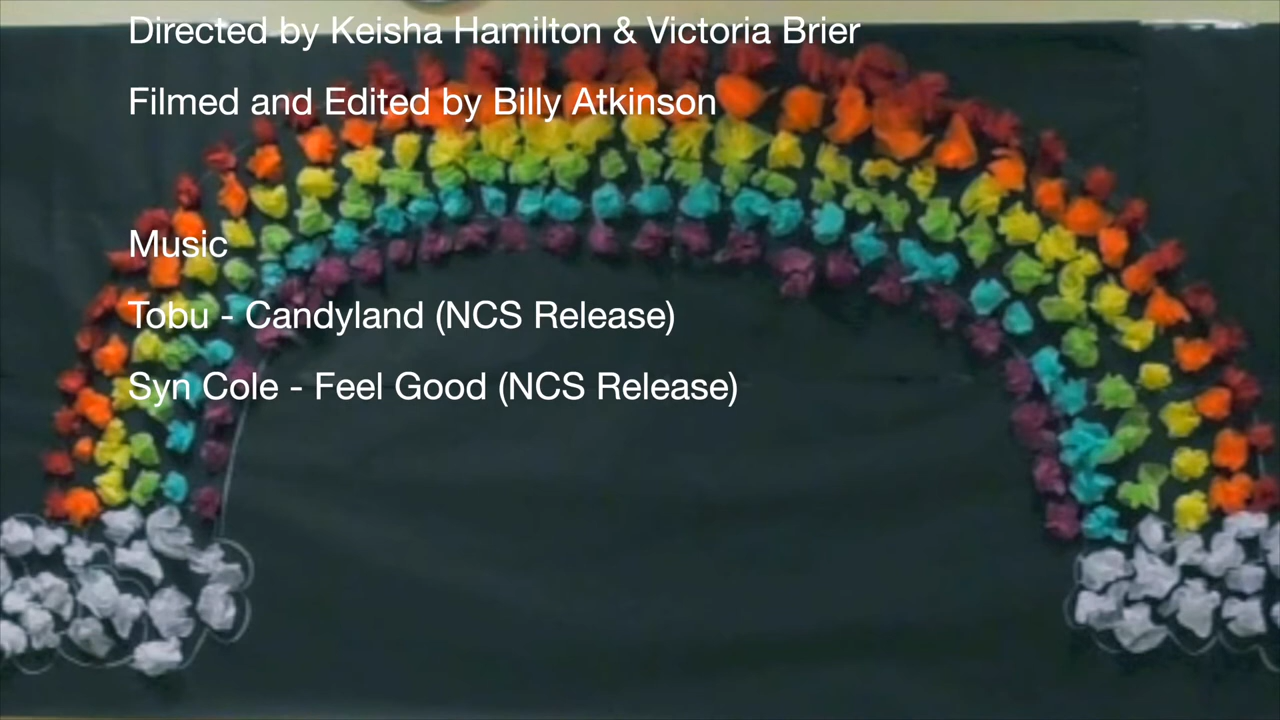 Directed by Keisha Hamilton & Victoria Brier
Filmed and Edited by Billy Atkinson
Music
Tobu - Candyland (NCS Release)
Syn Cole - Feel Good (NCS Release)